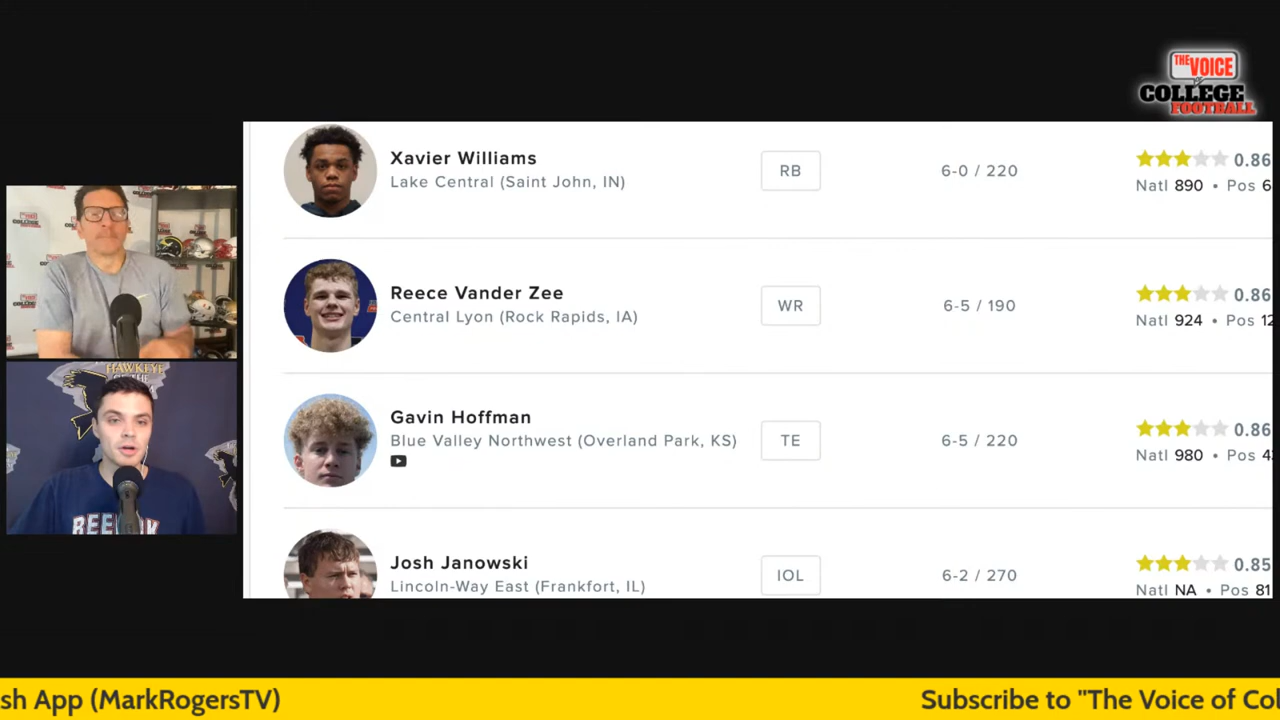 THE VOICE
OF
COLLEGE
FOOTBALL
Xavier Williams
Lake Central (Saint John, IN)
RB
6-0 / 220
0.86
Natl 890 • Pos 6
Reece Vander Zee
Central Lyon (Rock Rapids, IA)
WR
6-5 / 190
0.86
Natl 924 • Pos 12
Gavin Hoffman
Blue Valley Northwest (Overland Park, KS)
TE
6-5 / 220
0.86
Natl 980 • Pos 4
Josh Janowski
Lincoln-Way East (Frankfort, IL)
IOL
6-2 / 270
0.85
Natl NA • Pos 81
HAWKEYE
sh App (MarkRogersTV)
Subscribe to "The Voice of Col